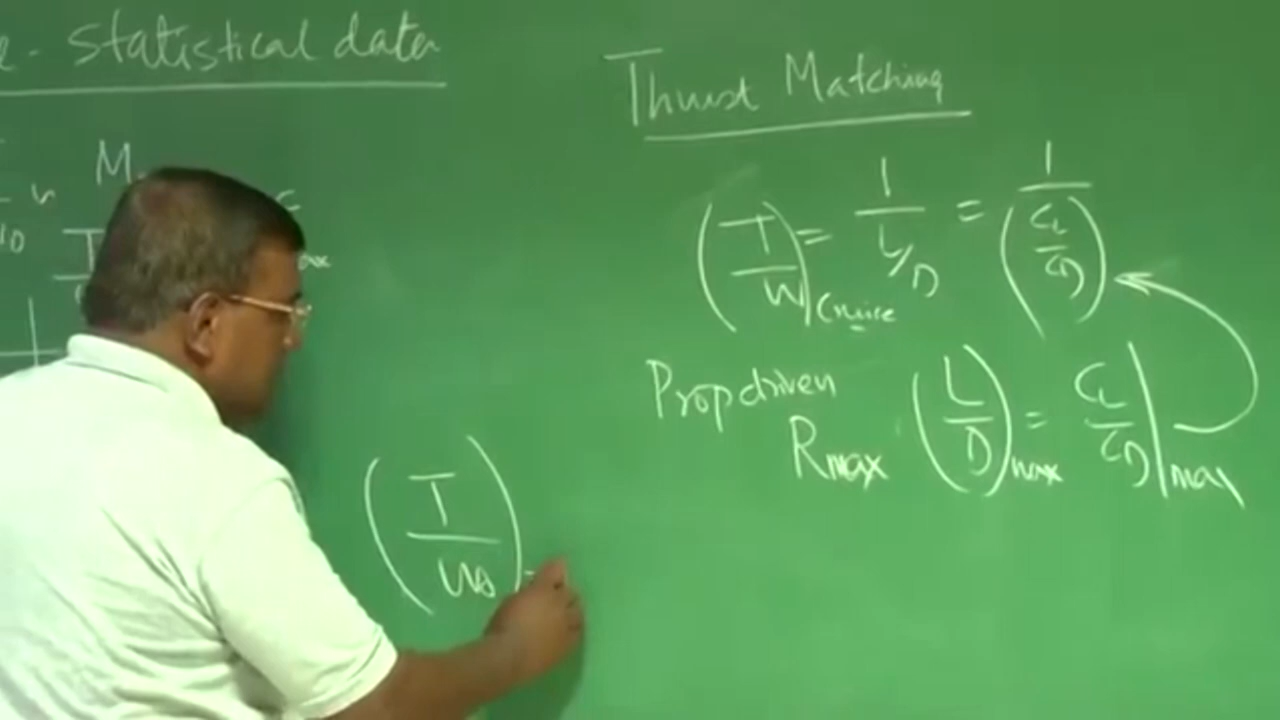 statistical data
M
T
Thrust Matching
(T/W)cruise = 1/(L/D) = 1/(CL/CD)
Prop driven
Rmax (L/D)max = CL/CD|max
(T/W0) =